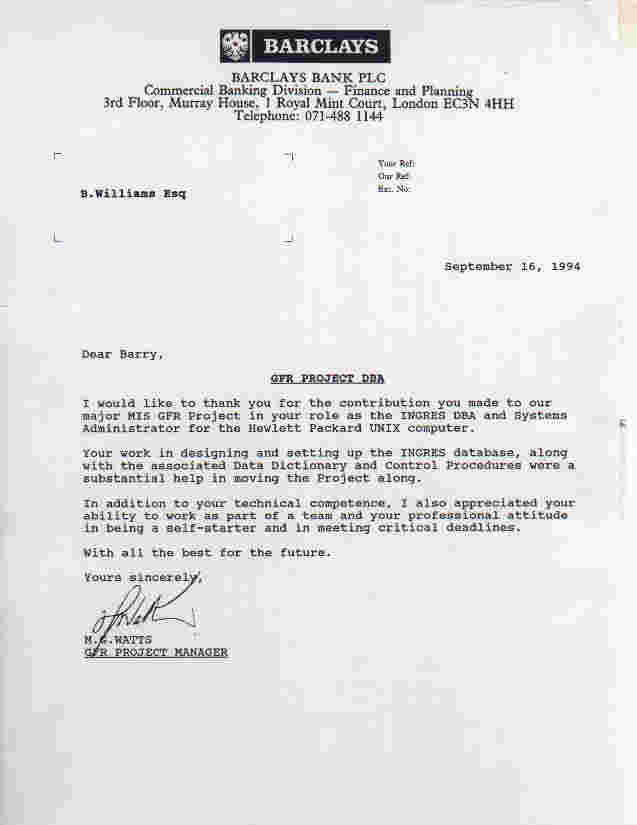 BARCLAYS
BARCLAYS BANK PLC
Commercial Banking Division — Finance and Planning
3rd Floor, Murray House, 1 Royal Mint Court, London EC3N 4HH
Telephone: 071-488 1144
Your Ref:
Our Ref:
Ext. No:
B.Williams Esq
September 16, 1994
Dear Barry,
GFR PROJECT DBA
I would like to thank you for the contribution you made to our
major MIS GFR Project in your role as the INGRES DBA and Systems
Administrator for the Hewlett Packard UNIX computer.
Your work in designing and setting up the INGRES database, along
with the associated Data Dictionary and Control Procedures were a
substantial help in moving the Project along.
In addition to your technical competence, I also appreciated your
ability to work as part of a team and your professional attitude
in being a self-starter and in meeting critical deadlines.
With all the best for the future.
Yours sincerely,
M.G.WATTS
GFR PROJECT MANAGER